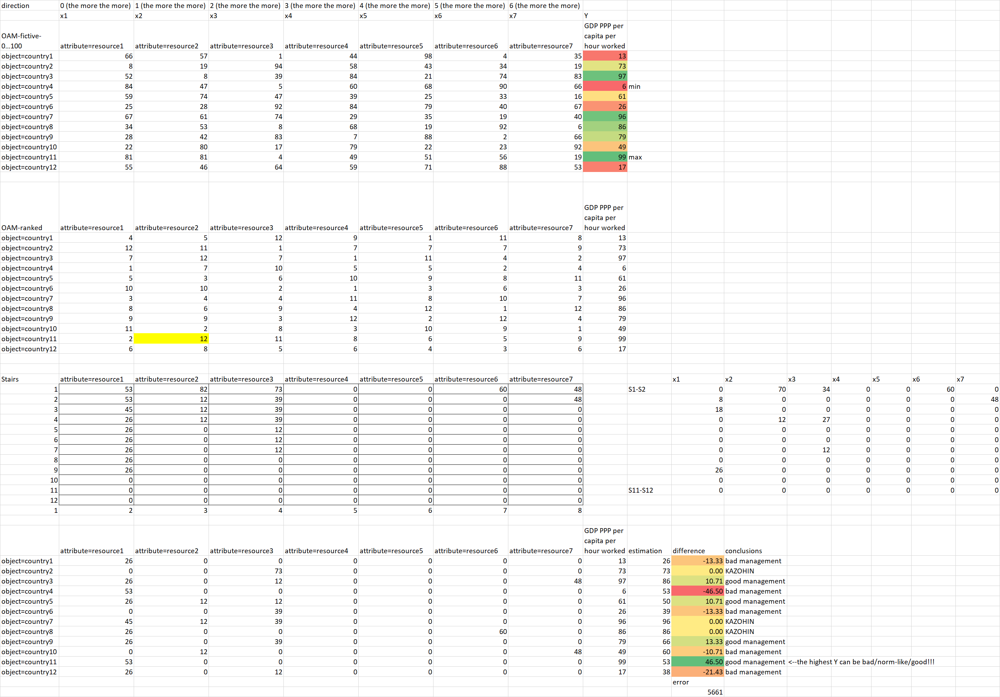 direction 0 (the more the more) 1 (the more the more) 2 (the more the more) 3 (the more the more) 4 (the more the more) 5 (the more the more) 6 (the more the more)
x1 x2 x3 x4 x5 x6 x7 Y
OAM-fictive-0...100 attribute=resource1 attribute=resource2 attribute=resource3 attribute=resource4 attribute=resource5 attribute=resource6 attribute=resource7 GDP PPP per capita per hour worked
object=country1 66 57 1 44 98 4 35 13
object=country2 8 19 94 58 43 34 19 73
object=country3 52 8 39 84 21 74 83 97
object=country4 84 47 5 60 68 90 66 6 min
object=country5 59 74 47 39 25 33 16 61
object=country6 25 28 92 84 79 40 67 26
object=country7 67 61 74 29 35 19 40 96
object=country8 34 53 8 68 19 92 6 86
object=country9 28 42 83 7 88 2 66 79
object=country10 22 80 17 79 22 23 92 49
object=country11 81 81 4 49 51 56 19 99 max
object=country12 55 46 64 59 71 88 53 17
OAM-ranked attribute=resource1 attribute=resource2 attribute=resource3 attribute=resource4 attribute=resource5 attribute=resource6 attribute=resource7 GDP PPP per capita per hour worked
object=country1 4 5 12 9 1 11 8 13
object=country2 12 11 1 7 7 7 9 73
object=country3 7 12 7 1 11 4 2 97
object=country4 1 7 10 5 5 2 4 6
object=country5 5 3 6 10 9 8 11 61
object=country6 10 10 2 1 3 6 3 26
object=country7 3 4 4 11 8 10 7 96
object=country8 8 6 9 4 12 1 12 86
object=country9 9 9 3 12 2 12 4 79
object=country10 11 2 8 3 10 9 1 49
object=country11 2 12 11 8 6 5 9 99
object=country12 6 8 5 6 4 3 6 17
Stairs attribute=resource1 attribute=resource2 attribute=resource3 attribute=resource4 attribute=resource5 attribute=resource6 attribute=resource7 x1 x2 x3 x4 x5 x6 x7
1 53 82 73 0 0 60 48 S1-S2 0 70 34 0 0 60 0
2 53 12 39 0 0 0 48 8 0 0 0 0 0 48
3 45 12 39 0 0 0 0 18 0 0 0 0 0 0
4 26 12 39 0 0 0 0 0 12 27 0 0 0 0
5 26 0 12 0 0 0 0 0 0 0 0 0 0 0
6 26 0 12 0 0 0 0 0 0 0 0 0 0 0
7 26 0 12 0 0 0 0 0 0 12 0 0 0 0
8 26 0 0 0 0 0 0 0 0 0 0 0 0 0
9 26 0 0 0 0 0 0 26 0 0 0 0 0 0
10 0 0 0 0 0 0 0 0 0 0 0 0 0 0
11 0 0 0 0 0 0 0 S11-S12 0 0 0 0 0 0 0
12 0 0 0 0 0 0 0
1 2 3 4 5 6 7 8
attribute=resource1 attribute=resource2 attribute=resource3 attribute=resource4 attribute=resource5 attribute=resource6 attribute=resource7 GDP PPP per capita per hour worked estimation difference conclusions
object=country1 26 0 0 0 0 0 0 13 26 -13.33 bad management
object=country2 0 0 73 0 0 0 0 73 73 0.00 KAZOHIN
object=country3 26 0 12 0 0 0 48 97 86 10.71 good management
object=country4 53 0 0 0 0 0 0 6 53 -46.50 bad management
object=country5 26 12 12 0 0 0 0 61 50 10.71 good management
object=country6 0 0 39 0 0 0 0 26 39 -13.33 bad management
object=country7 45 12 39 0 0 0 0 96 96 0.00 KAZOHIN
object=country8 26 0 0 0 0 60 0 86 86 0.00 KAZOHIN
object=country9 26 0 39 0 0 0 0 79 66 13.33 good management
object=country10 0 12 0 0 0 0 48 49 60 -10.71 bad management
object=country11 53 0 0 0 0 0 0 99 53 46.50 good management <--the highest Y can be bad/norm-like/good!!!
object=country12 26 0 12 0 0 0 0 17 38 -21.43 bad management
error
5661